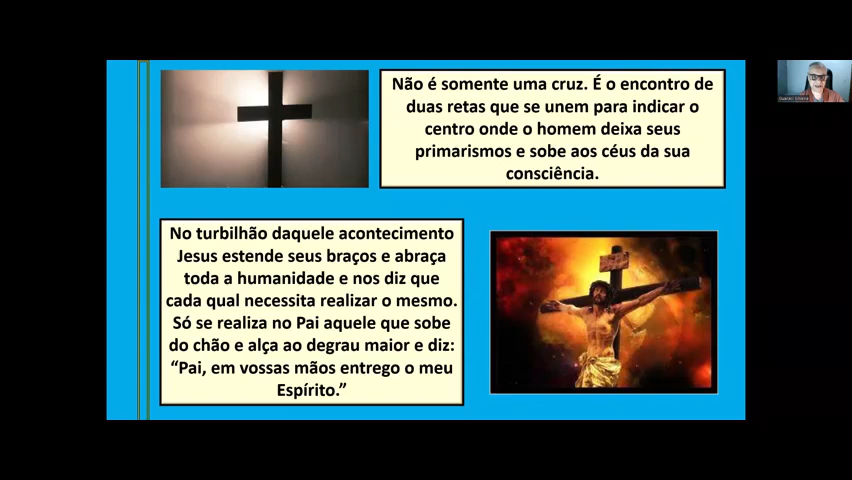 Não é somente uma cruz. É o encontro de
duas retas que se unem para indicar o
centro onde o homem deixa seus
primarismos e sobe aos céus da sua
consciência.
No turbilhão daquele acontecimento
Jesus estende seus braços e abraça
toda a humanidade e nos diz que
cada qual necessita realizar o mesmo.
Só se realiza no Pai aquele que sobe
do chão e alça ao degrau maior e diz:
“Pai, em vossas mãos entrego o meu
Espírito.”